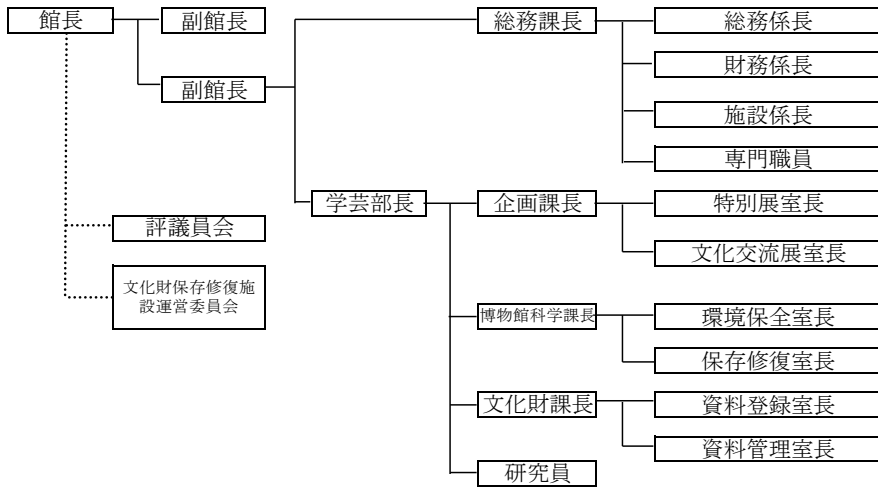 館長
副館長
総務課長
総務係長
財務係長
副館長
施設係長
専門職員
学芸部長
企画課長
特別展室長
評議員会
文化交流展室長
文化財保存修復施
設運営委員会
博物館科学課長
環境保全室長
保存修復室長
文化財課長
資料登録室長
資料管理室長
研究員